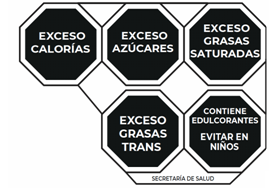 EXCESO
CALORÍAS
EXCESO
AZÚCARES
EXCESO
GRASAS
SATURADAS
EXCESO
GRASAS
TRANS
CONTIENE
EDULCORANTES
EVITAR EN
NIÑOS
SECRETARÍA DE SALUD